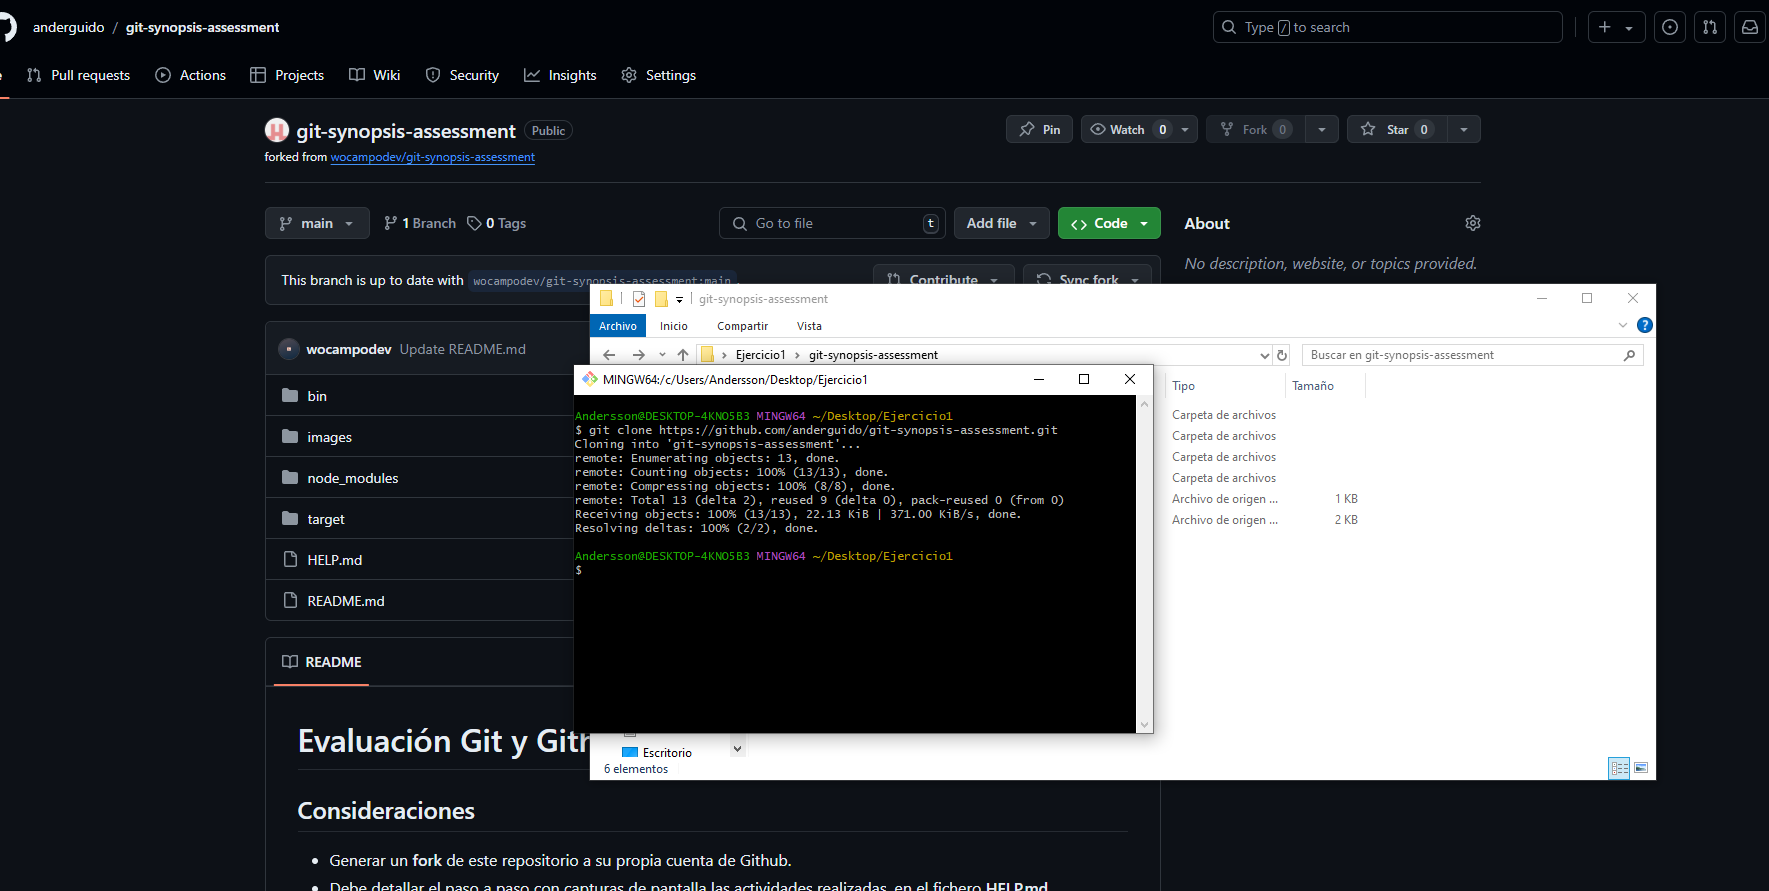 anderguido / git-synopsis-assessment
Type / to search
Pull requests Actions Projects Wiki Security Insights Settings
git-synopsis-assessment Public
Pin Watch 0 Fork 0 Star 0
forked from wocampodev/git-synopsis-assessment
main 1 Branch 0 Tags Go to file t Add file <> Code About
No description, website, or topics provided.
This branch is up to date with wocampodev/git-synopsis-assessment:main . Contribute Sync fork
wocampodev Update README.md
bin
images
node_modules
target
HELP.md
README.md
README
Evaluación Git y Gith
Consideraciones
Generar un fork de este repositorio a su propia cuenta de Github.
Debe detallar el paso a paso con capturas de pantalla las actividades realizadas, en el fichero HELP.md
git-synopsis-assessment
Archivo Inicio Compartir Vista
Ejercicio1 > git-synopsis-assessment
Buscar en git-synopsis-assessment
Tipo Tamaño
Carpeta de archivos
Carpeta de archivos
Carpeta de archivos
Carpeta de archivos
Archivo de origen ... 1 KB
Archivo de origen ... 2 KB
Escritorio
6 elementos
MINGW64:/c/Users/Andersson/Desktop/Ejercicio1
Andersson@DESKTOP-4KNO5B3 MINGW64 ~/Desktop/Ejercicio1
$ git clone https://github.com/anderguido/git-synopsis-assessment.git
Cloning into 'git-synopsis-assessment'...
remote: Enumerating objects: 13, done.
remote: Counting objects: 100% (13/13), done.
remote: Compressing objects: 100% (8/8), done.
remote: Total 13 (delta 2), reused 9 (delta 0), pack-reused 0 (from 0)
Receiving objects: 100% (13/13), 22.13 KiB | 371.00 KiB/s, done.
Resolving deltas: 100% (2/2), done.
Andersson@DESKTOP-4KNO5B3 MINGW64 ~/Desktop/Ejercicio1
$